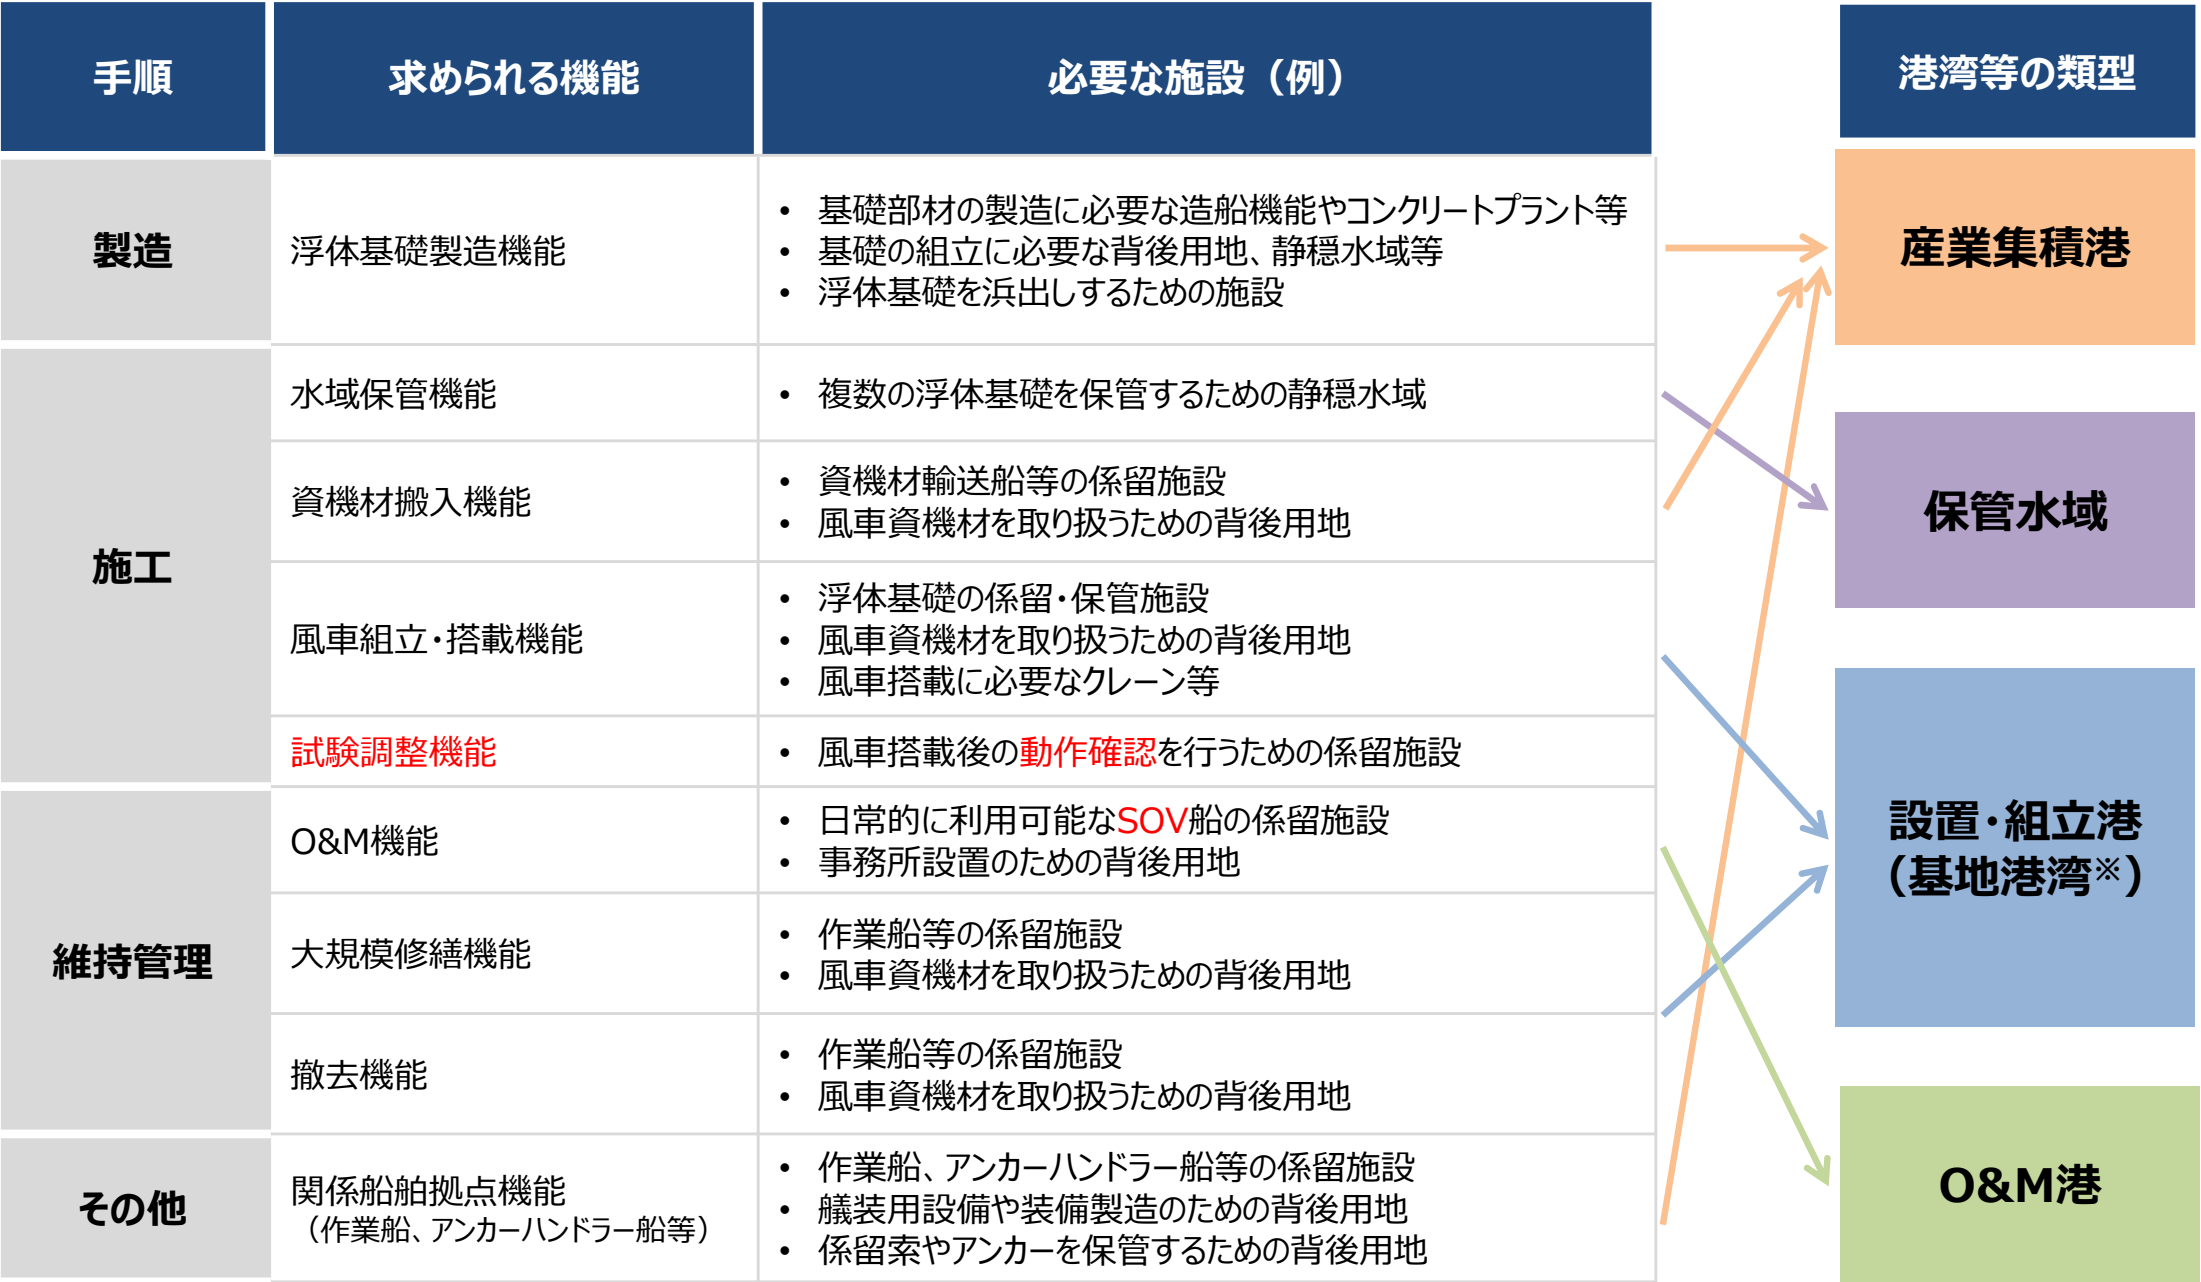 手順
求められる機能
必要な施設（例）
港湾等の類型
製造
浮体基礎製造機能
• 基礎部材の製造に必要な造船機能やコンクリートプラント等
• 基礎の組立に必要な背後用地、静穏水域等
• 浮体基礎を浜出しするための施設
産業集積港
施工
水域保管機能
• 複数の浮体基礎を保管するための静穏水域
資機材搬入機能
• 資機材輸送船等の係留施設
• 風車資機材を取り扱うための背後用地
保管水域
風車組立・搭載機能
• 浮体基礎の係留・保管施設
• 風車資機材を取り扱うための背後用地
• 風車搭載に必要なクレーン等
試験調整機能
• 風車搭載後の動作確認を行うための係留施設
設置・組立港
（基地港湾※）
維持管理
O&M機能
• 日常的に利用可能なSOV船の係留施設
• 事務所設置のための背後用地
大規模修繕機能
• 作業船等の係留施設
• 風車資機材を取り扱うための背後用地
撤去機能
• 作業船等の係留施設
• 風車資機材を取り扱うための背後用地
その他
関係船舶拠点機能
（作業船、アンカーハンドラー船等）
• 作業船、アンカーハンドラー船等の係留施設
• 艤装用設備や装備製造のための背後用地
• 係留索やアンカーを保管するための背後用地
O&M港